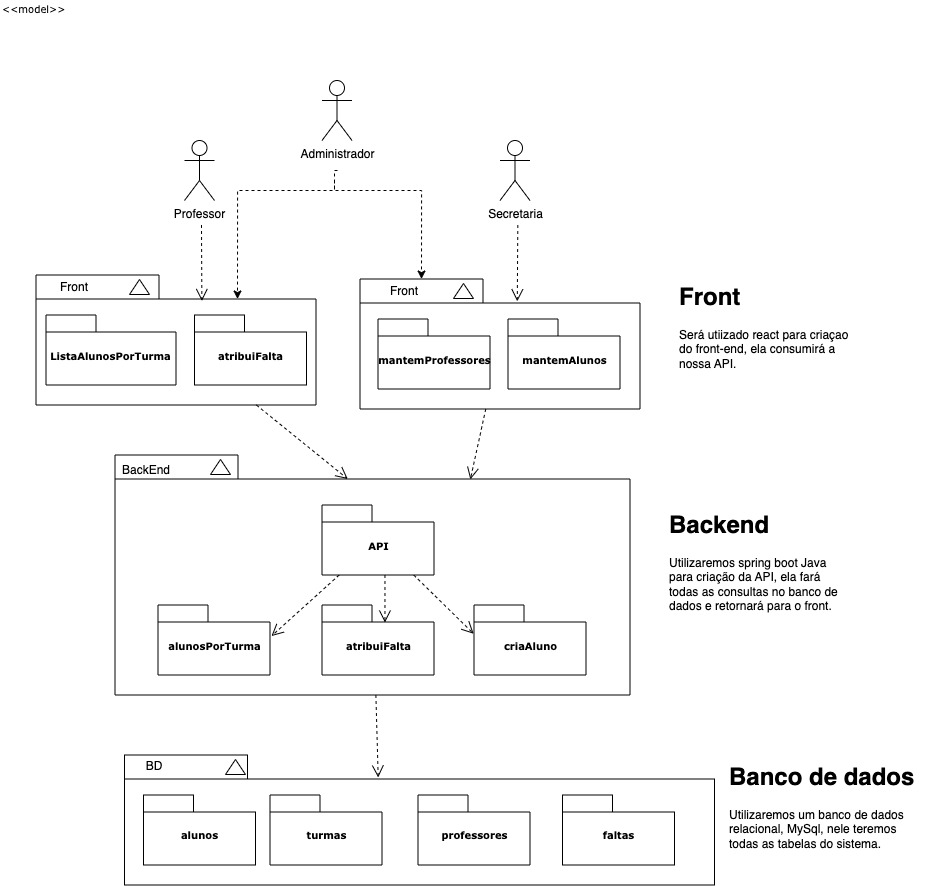 <<model>>
Administrador
Professor
Secretaria
Front
ListaAlunosPorTurma
atribuiFalta
Front
mantemProfessores
mantemAlunos
Front
Será utiizado react para criaçao
do front-end, ela consumirá a
nossa API.
BackEnd
API
alunosPorTurma
atribuiFalta
criaAluno
Backend
Utilizaremos spring boot Java
para criação da API, ela fará
todas as consultas no banco de
dados e retornará para o front.
BD
alunos
turmas
professores
faltas
Banco de dados
Utilizaremos um banco de dados
relacional, MySql, nele teremos
todas as tabelas do sistema.